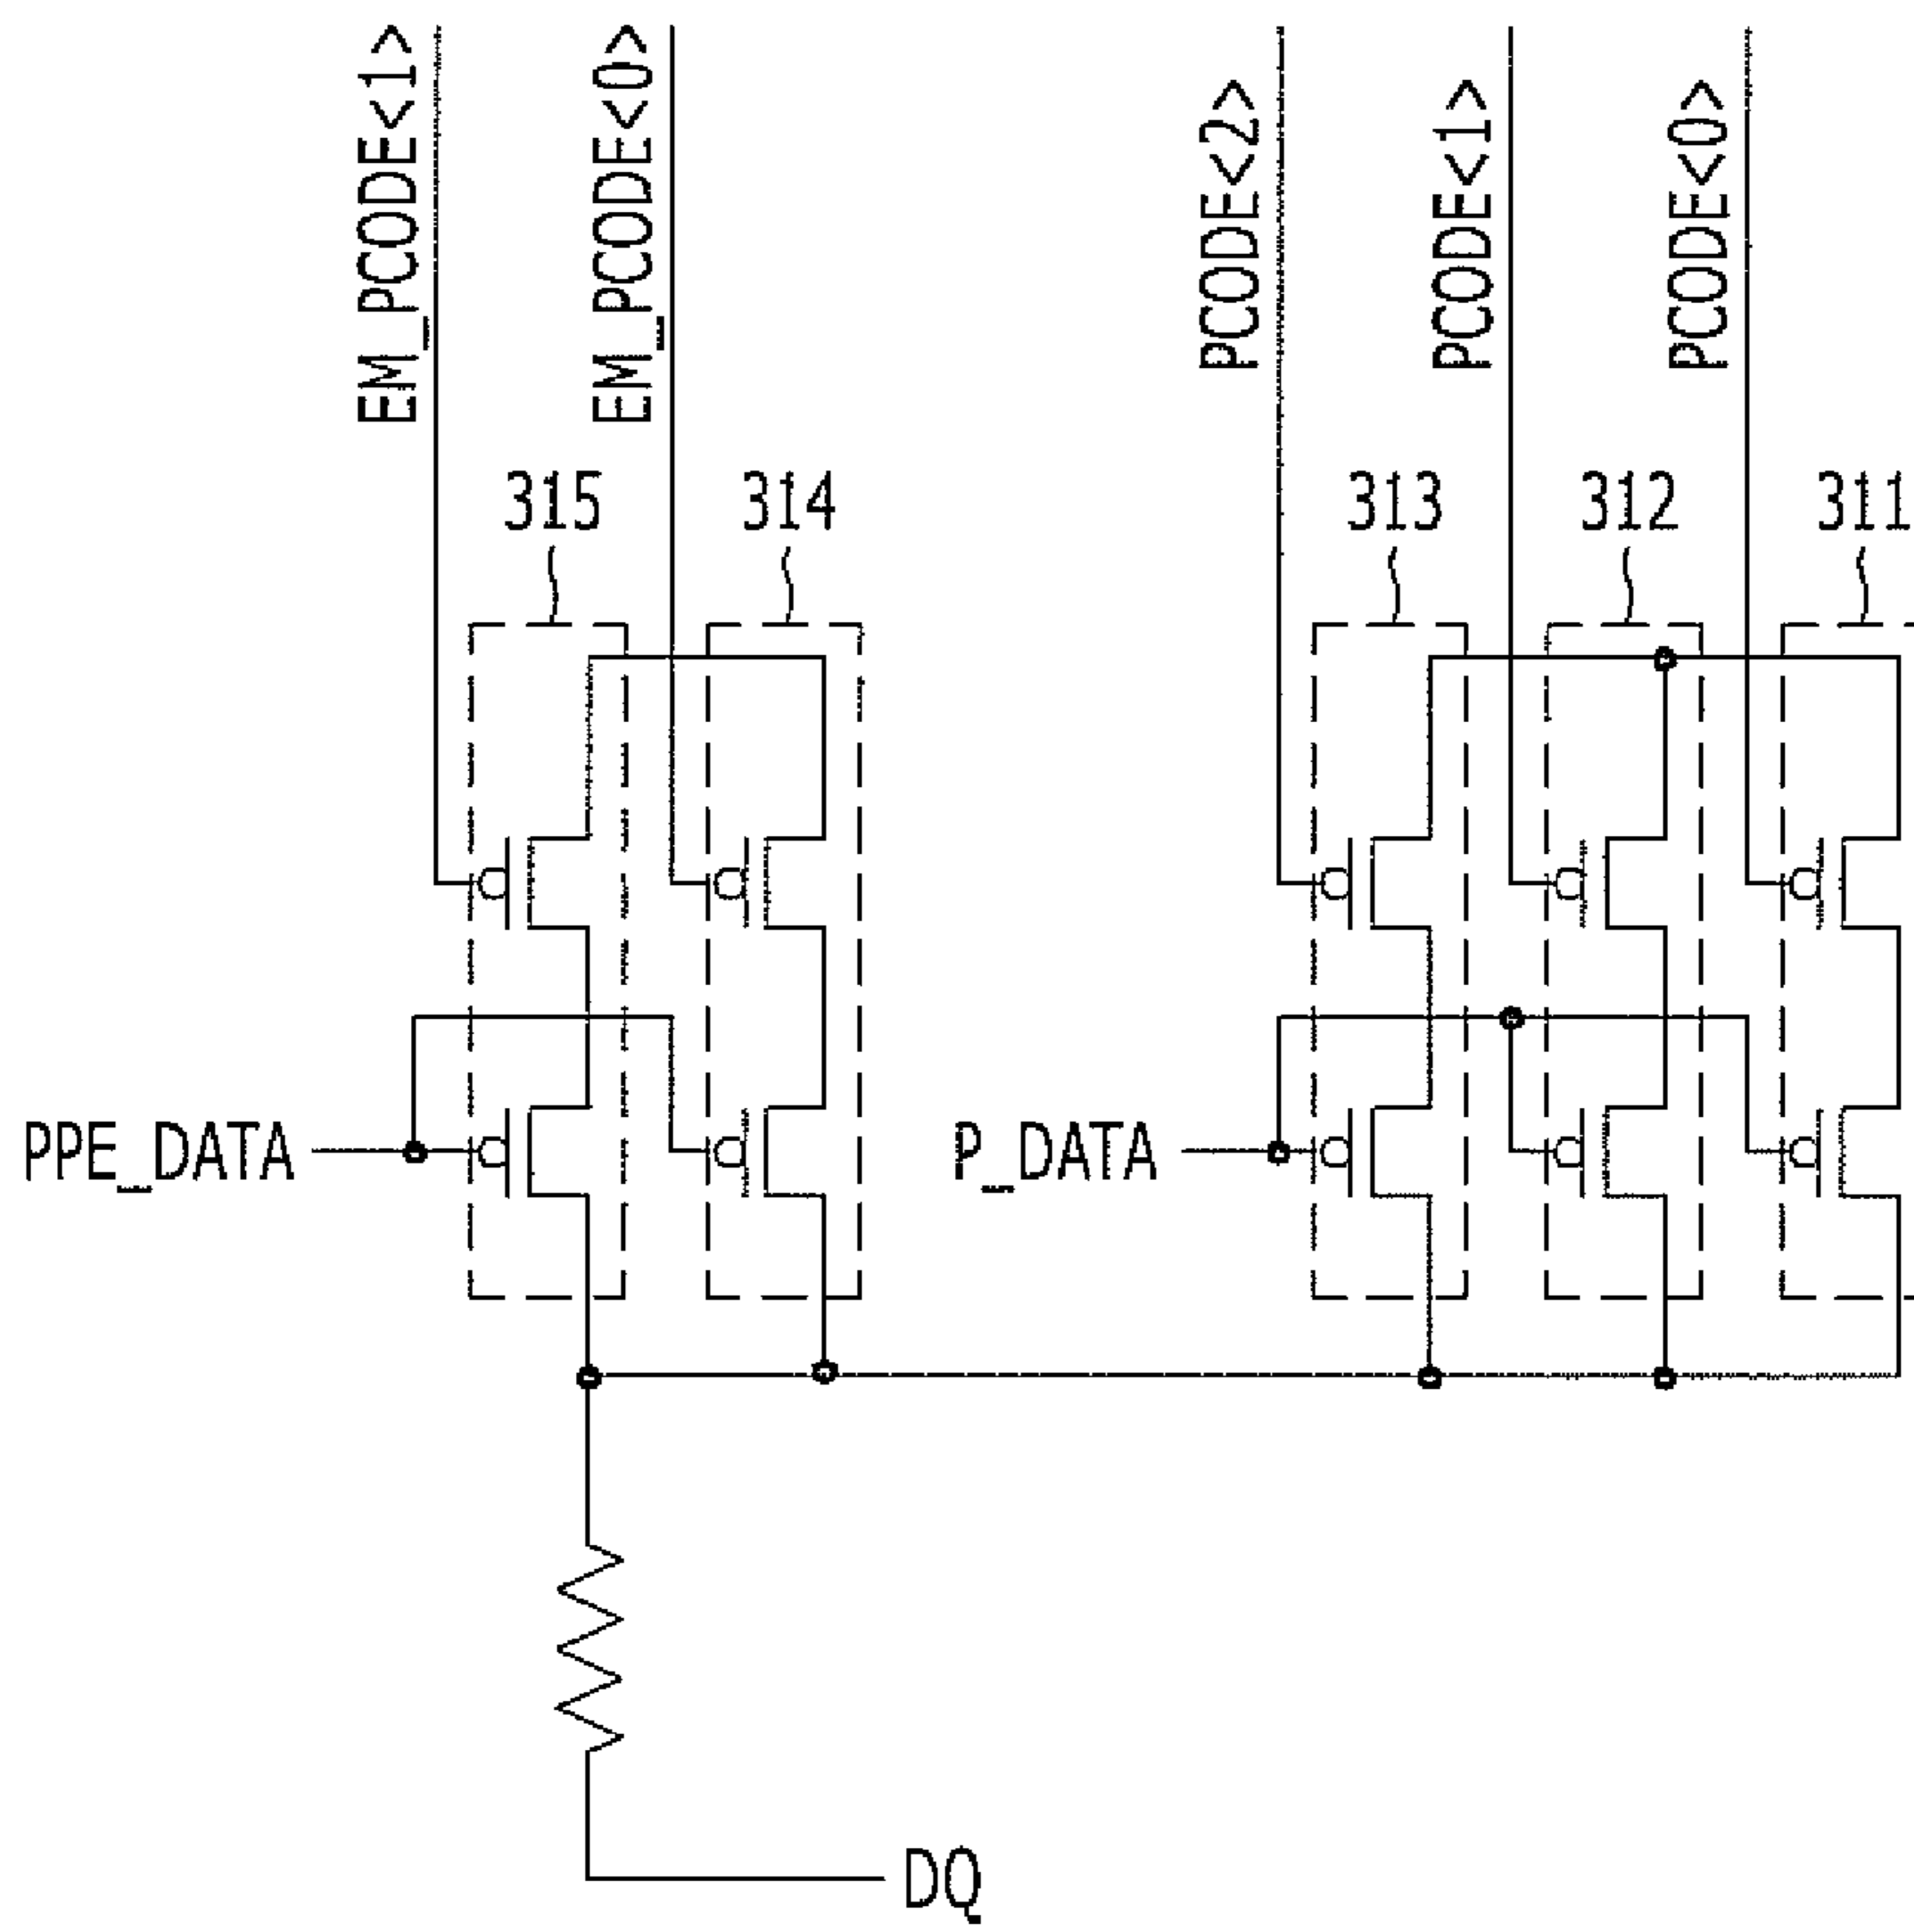 EM_PCODE<1>
EM_PCODE<0>
PCODE<2>
PCODE<1>
PCODE<0>
315
314
313
312
311
PPE_DATA
P_DATA
DQ